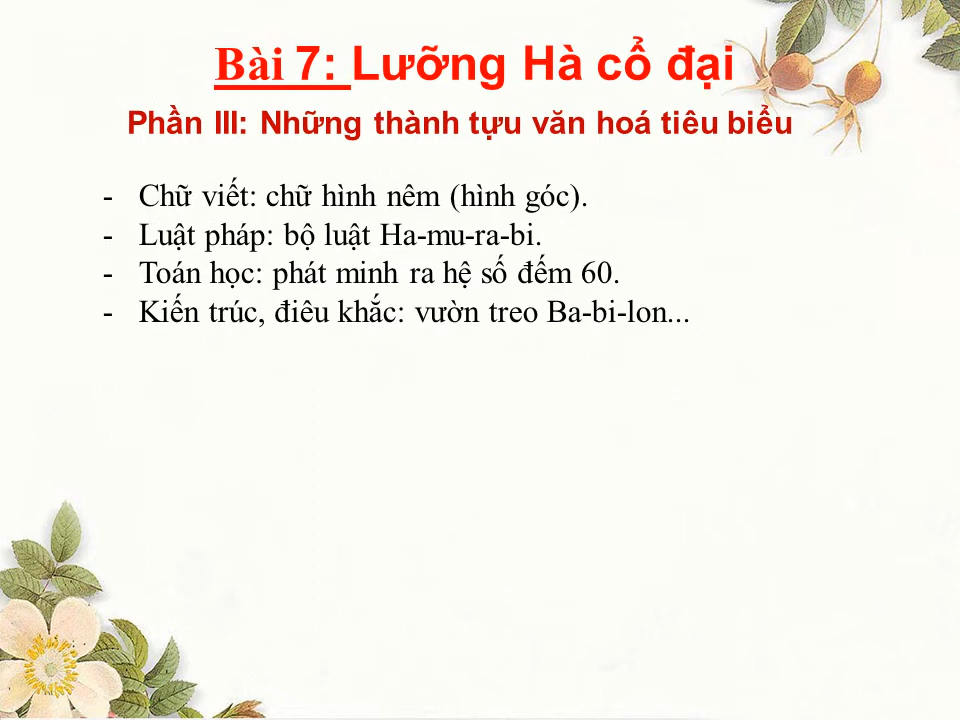 Bài 7: Lưỡng Hà cổ đại
Phần III: Những thành tựu văn hoá tiêu biểu
- Chữ viết: chữ hình nêm (hình góc).
- Luật pháp: bộ luật Ha-mu-ra-bi.
- Toán học: phát minh ra hệ số đếm 60.
- Kiến trúc, điêu khắc: vườn treo Ba-bi-lon...